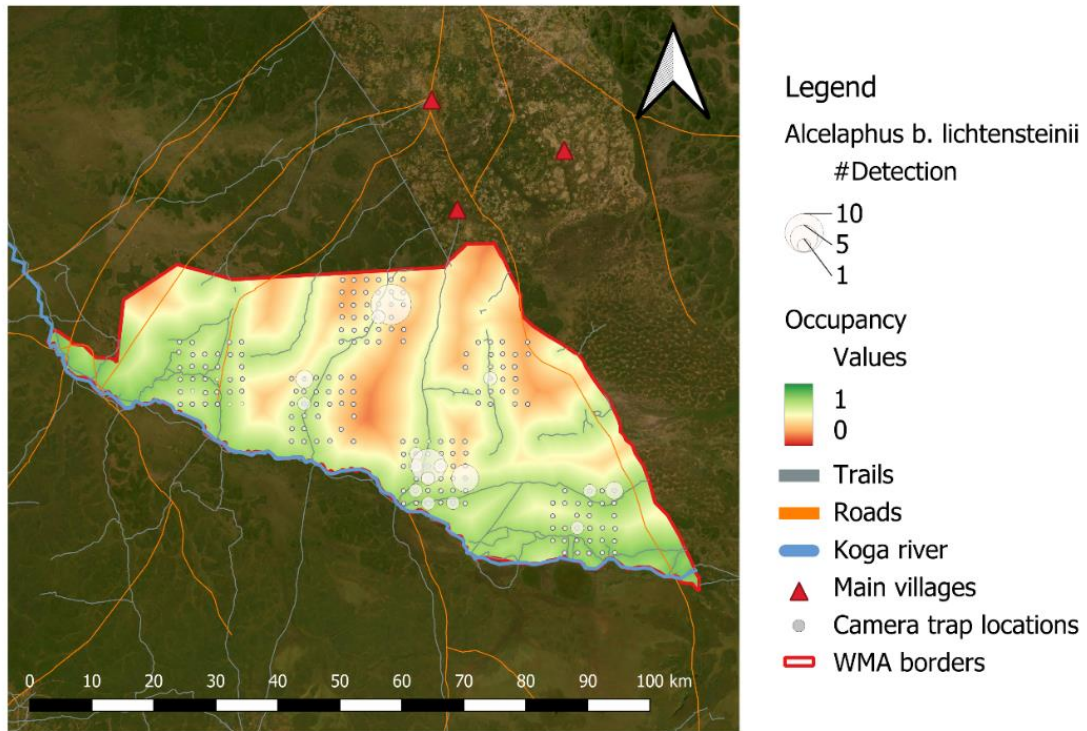 Legend
Alcelaphus b. lichtensteinii
#Detection
10
5
1
Occupancy
Values
1
0
Trails
Roads
Koga river
Main villages
Camera trap locations
WMA borders
0 10 20 30 40 50 60 70 80 90 100 km